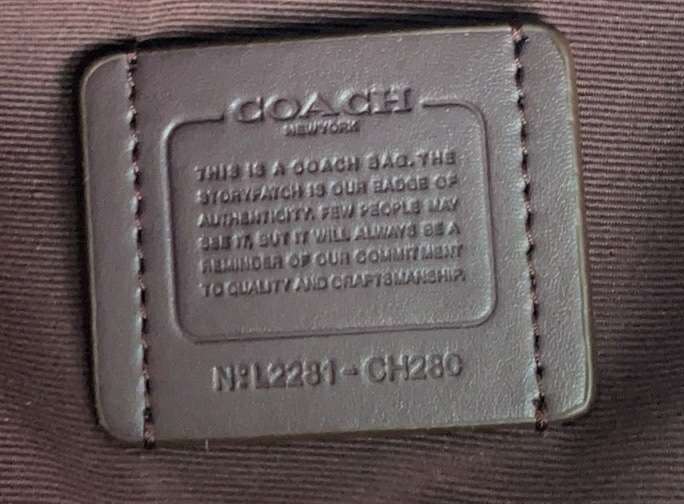 COACH
NEW YORK
THIS IS A COACH BAG. THE
STORYPATCH IS OUR BADGE OF
AUTHENTICITY. FEW PEOPLE MAY
SEE IT, BUT IT WILL ALWAYS BE A
REMINDER OF OUR COMMITMENT
TO QUALITY AND CRAFTSMANSHIP.
Nº: L2281-CH280